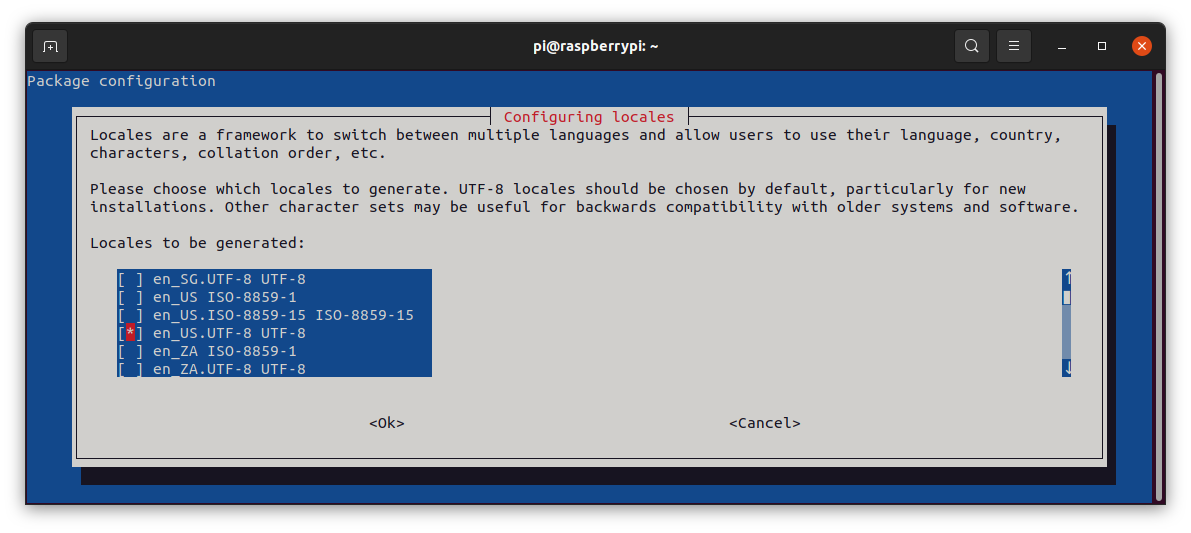 pi@raspberrypi: ~
Package configuration
Configuring locales
Locales are a framework to switch between multiple languages and allow users to use their language, country,
characters, collation order, etc.
Please choose which locales to generate. UTF-8 locales should be chosen by default, particularly for new
installations. Other character sets may be useful for backwards compatibility with older systems and software.
Locales to be generated:
[ ] en_SG.UTF-8 UTF-8
[ ] en_US ISO-8859-1
[ ] en_US.ISO-8859-15 ISO-8859-15
[*] en_US.UTF-8 UTF-8
[ ] en_ZA ISO-8859-1
[ ] en_ZA.UTF-8 UTF-8
<Ok> <Cancel>